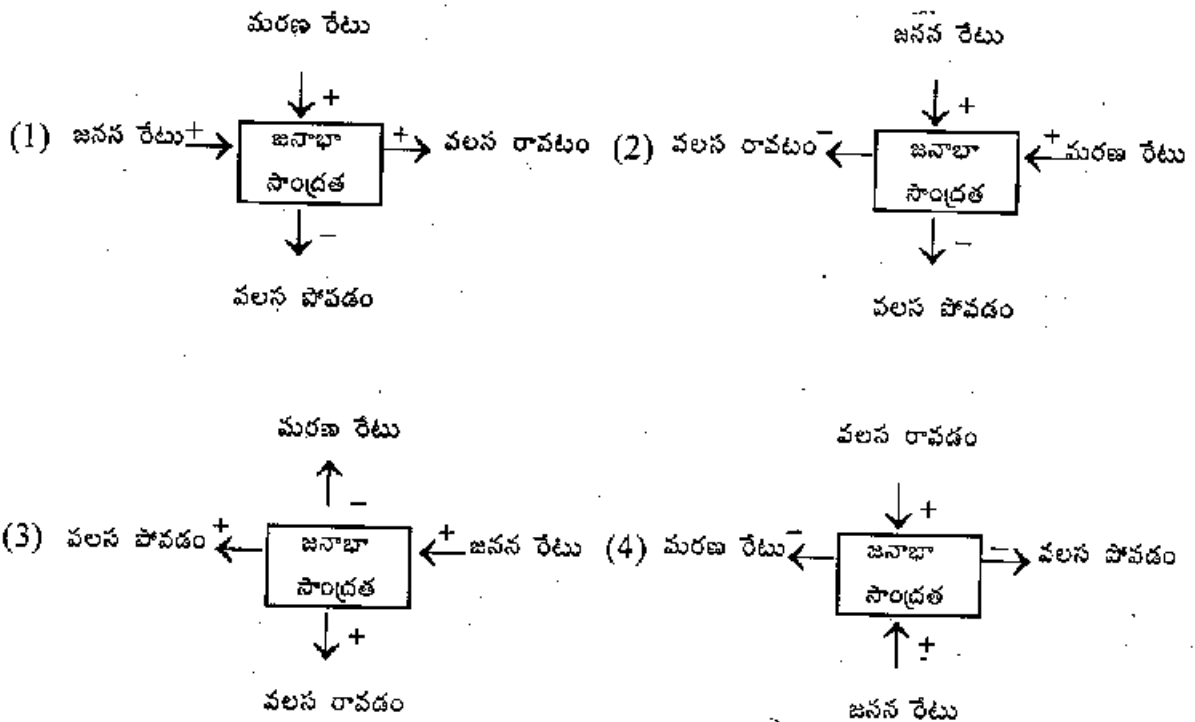 మరణ రేటు
(1) జనన రేటు + + జనాభా సాంద్రత + వలస రావటం
−
వలస పోవడం
జనన రేటు
+
(2) వలస రావటం − జనాభా సాంద్రత + మరణ రేటు
−
వలస పోవడం
మరణ రేటు
−
(3) వలస పోవడం + జనాభా సాంద్రత + జనన రేటు
+
వలస రావడం
వలస రావడం
+
(4) మరణ రేటు − జనాభా సాంద్రత − వలస పోవడం
+
జనన రేటు